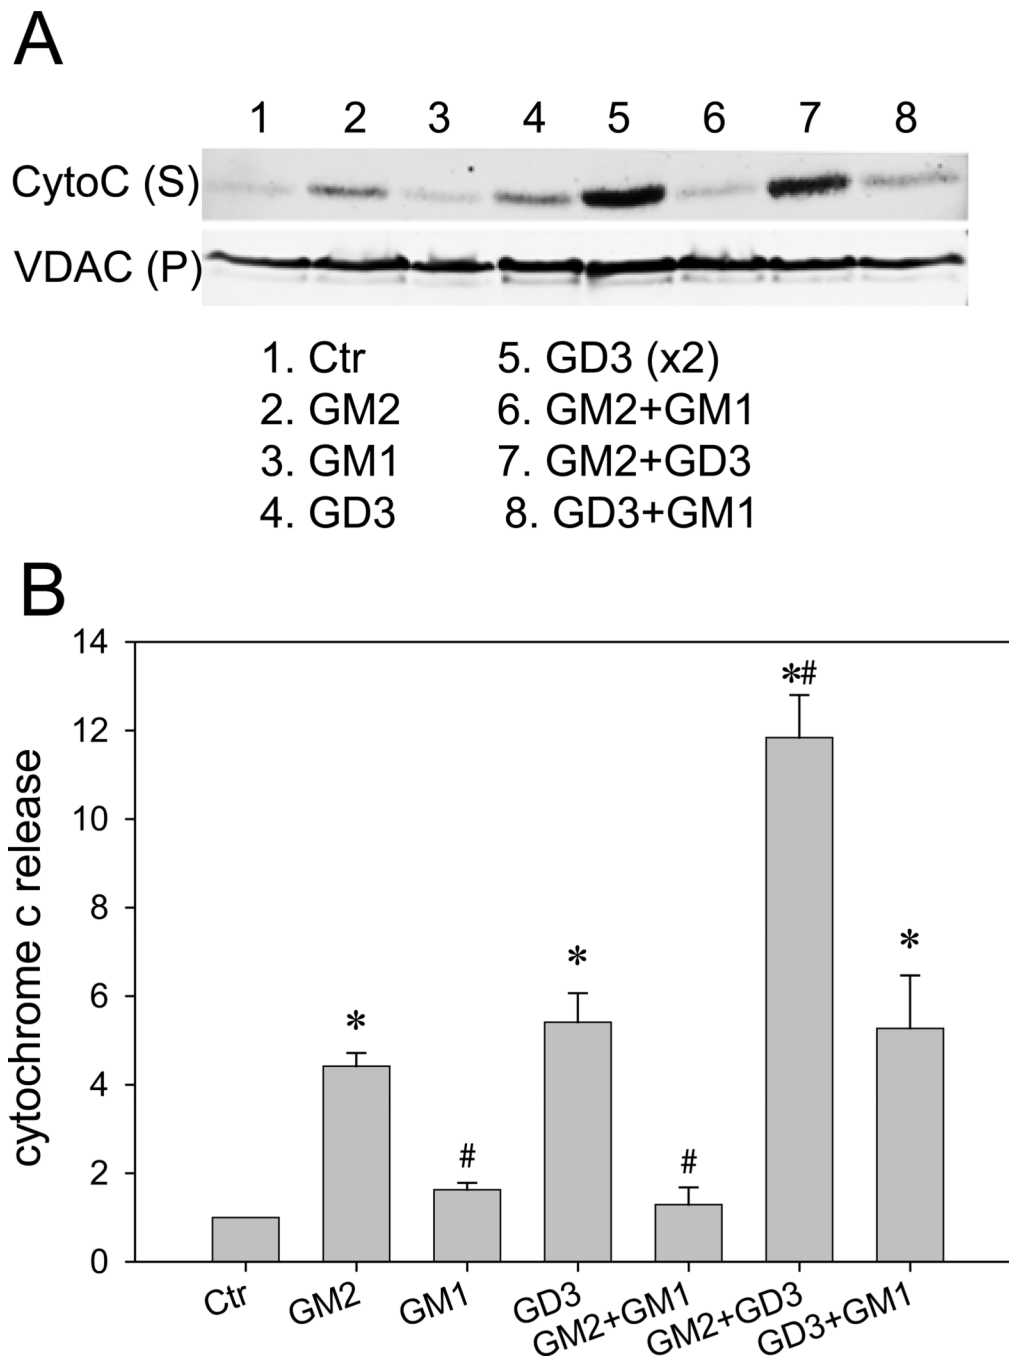 A
1 2 3 4 5 6 7 8
CytoC (S)
VDAC (P)
1. Ctr 5. GD3 (x2)
2. GM2 6. GM2+GM1
3. GM1 7. GM2+GD3
4. GD3 8. GD3+GM1
B
cytochrome c release
14
12
10
8
6
4
2
0
*
#
*
#
*#
*
Ctr GM2 GM1 GD3 GM2+GM1 GM2+GD3 GD3+GM1